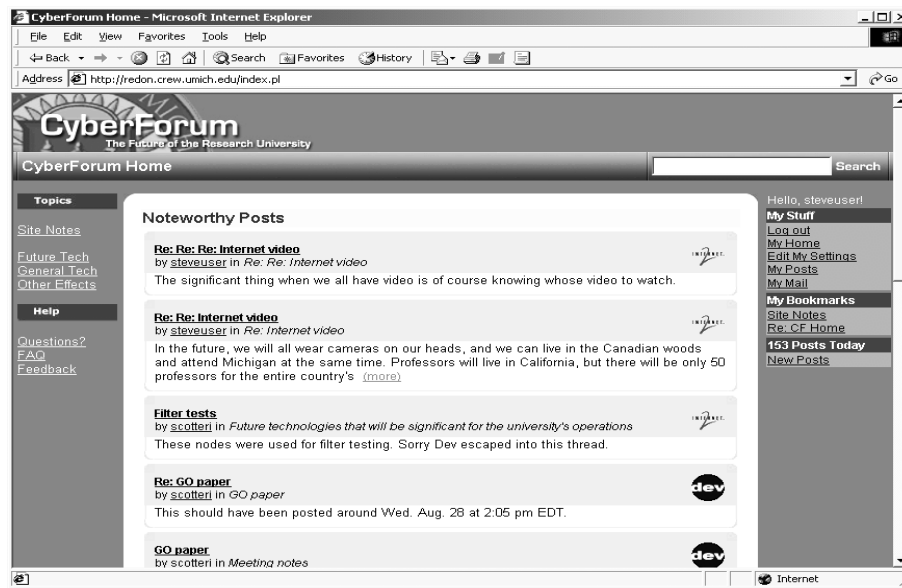 CyberForum Home - Microsoft Internet Explorer
File Edit View Favorites Tools Help
Back Search Favorites History
Address http://redon.crew.umich.edu/index.pl Go
CyberForum
The Future of the Research University
CyberForum Home Search
Topics
Site Notes
Future Tech
General Tech
Other Effects
Help
Questions?
FAQ
Feedback
Noteworthy Posts
Re: Re: Re: Internet video
by steveuser in Re: Re: Internet video
The significant thing when we all have video is of course knowing whose video to watch.
INTERNET
Re: Re: Internet video
by steveuser in Re: Internet video
In the future, we will all wear cameras on our heads, and we can live in the Canadian woods
and attend Michigan at the same time. Professors will live in California, but there will be only 50
professors for the entire country's (more)
INTERNET
Filter tests
by scotteri in Future technologies that will be significant for the university's operations
These nodes were used for filter testing. Sorry Dev escaped into this thread.
INTERNET
Re: GO paper
by scotteri in GO paper
This should have been posted around Wed. Aug. 28 at 2:05 pm EDT.
dev
GO paper
by scotteri in Meeting notes
dev
Hello, steveuser!
My Stuff
Log out
My Home
Edit My Settings
My Posts
My Mail
My Bookmarks
Site Notes
Re: CF Home
153 Posts Today
New Posts
Internet